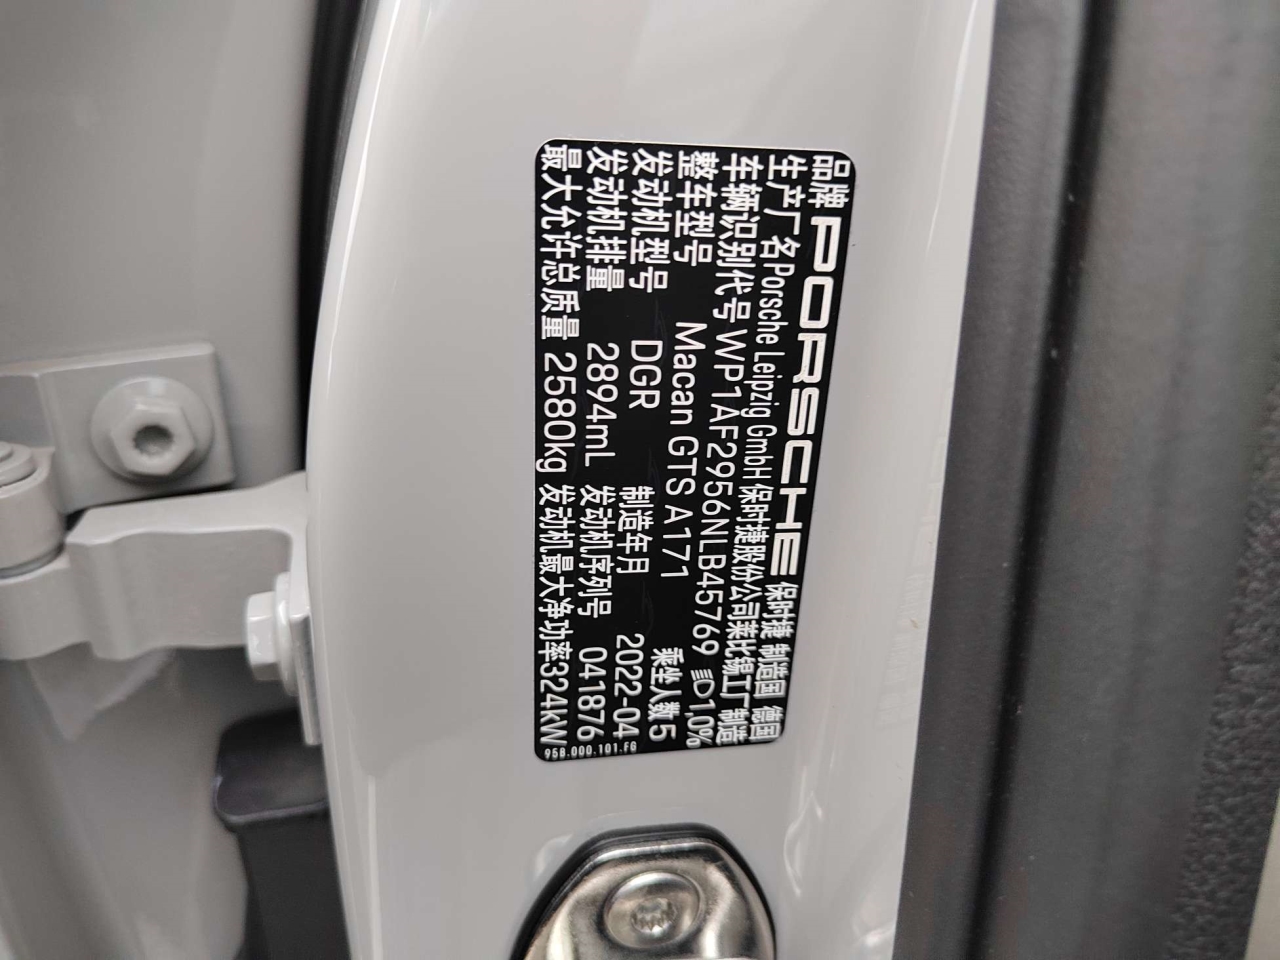 品牌 PORSCHE 保时捷 制造国 德国
生产厂名Porsche Leipzig GmbH 保时捷股份公司莱比锡工厂 制造
车辆识别代号 WP1AF2956NLB45769 1,0%
整车型号 Macan GTS A171 乘坐人数5
发动机型号 DGR 制造年月 2022-04
发动机排量 2894mL 发动机序列号 041876
最大允许总质量 2580kg 发动机最大净功率324kW
95B.000.101.FG